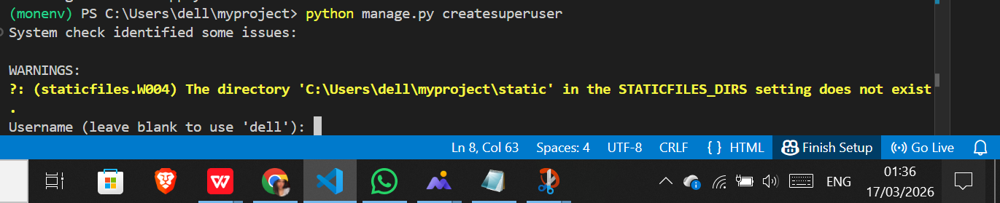 (monenv) PS C:\Users\dell\myproject> python manage.py createsuperuser
System check identified some issues:
WARNINGS:
?: (staticfiles.W004) The directory 'C:\Users\dell\myproject\static' in the STATICFILES_DIRS setting does not exist
.
Username (leave blank to use 'dell'):
Ln 8, Col 63 Spaces: 4 UTF-8 CRLF { } HTML Finish Setup Go Live
W ENG 01:36
17/03/2026